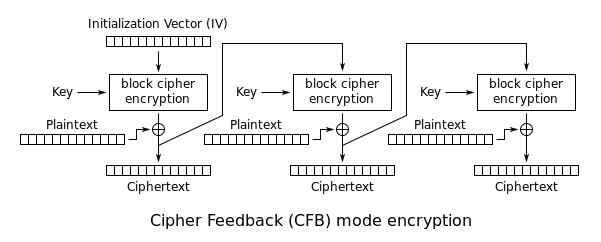 Initialization Vector (IV)
Key
block cipher
encryption
Key
block cipher
encryption
Key
block cipher
encryption
Plaintext
Plaintext
Plaintext
Ciphertext
Ciphertext
Ciphertext
Cipher Feedback (CFB) mode encryption